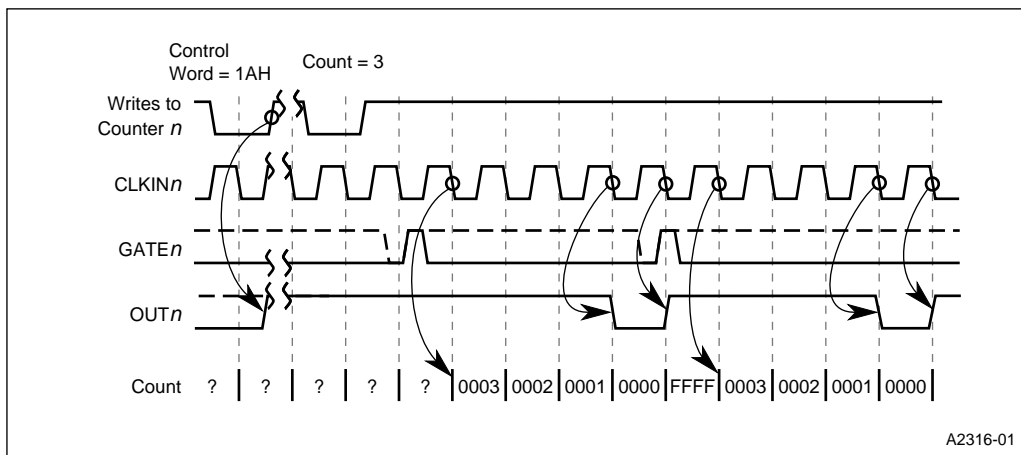 Control
Word = 1AH
Count = 3
Writes to
Counter n
CLKINn
GATEn
OUTn
Count ? ? ? ? ? 0003 0002 0001 0000 FFFF 0003 0002 0001 0000
A2316-01